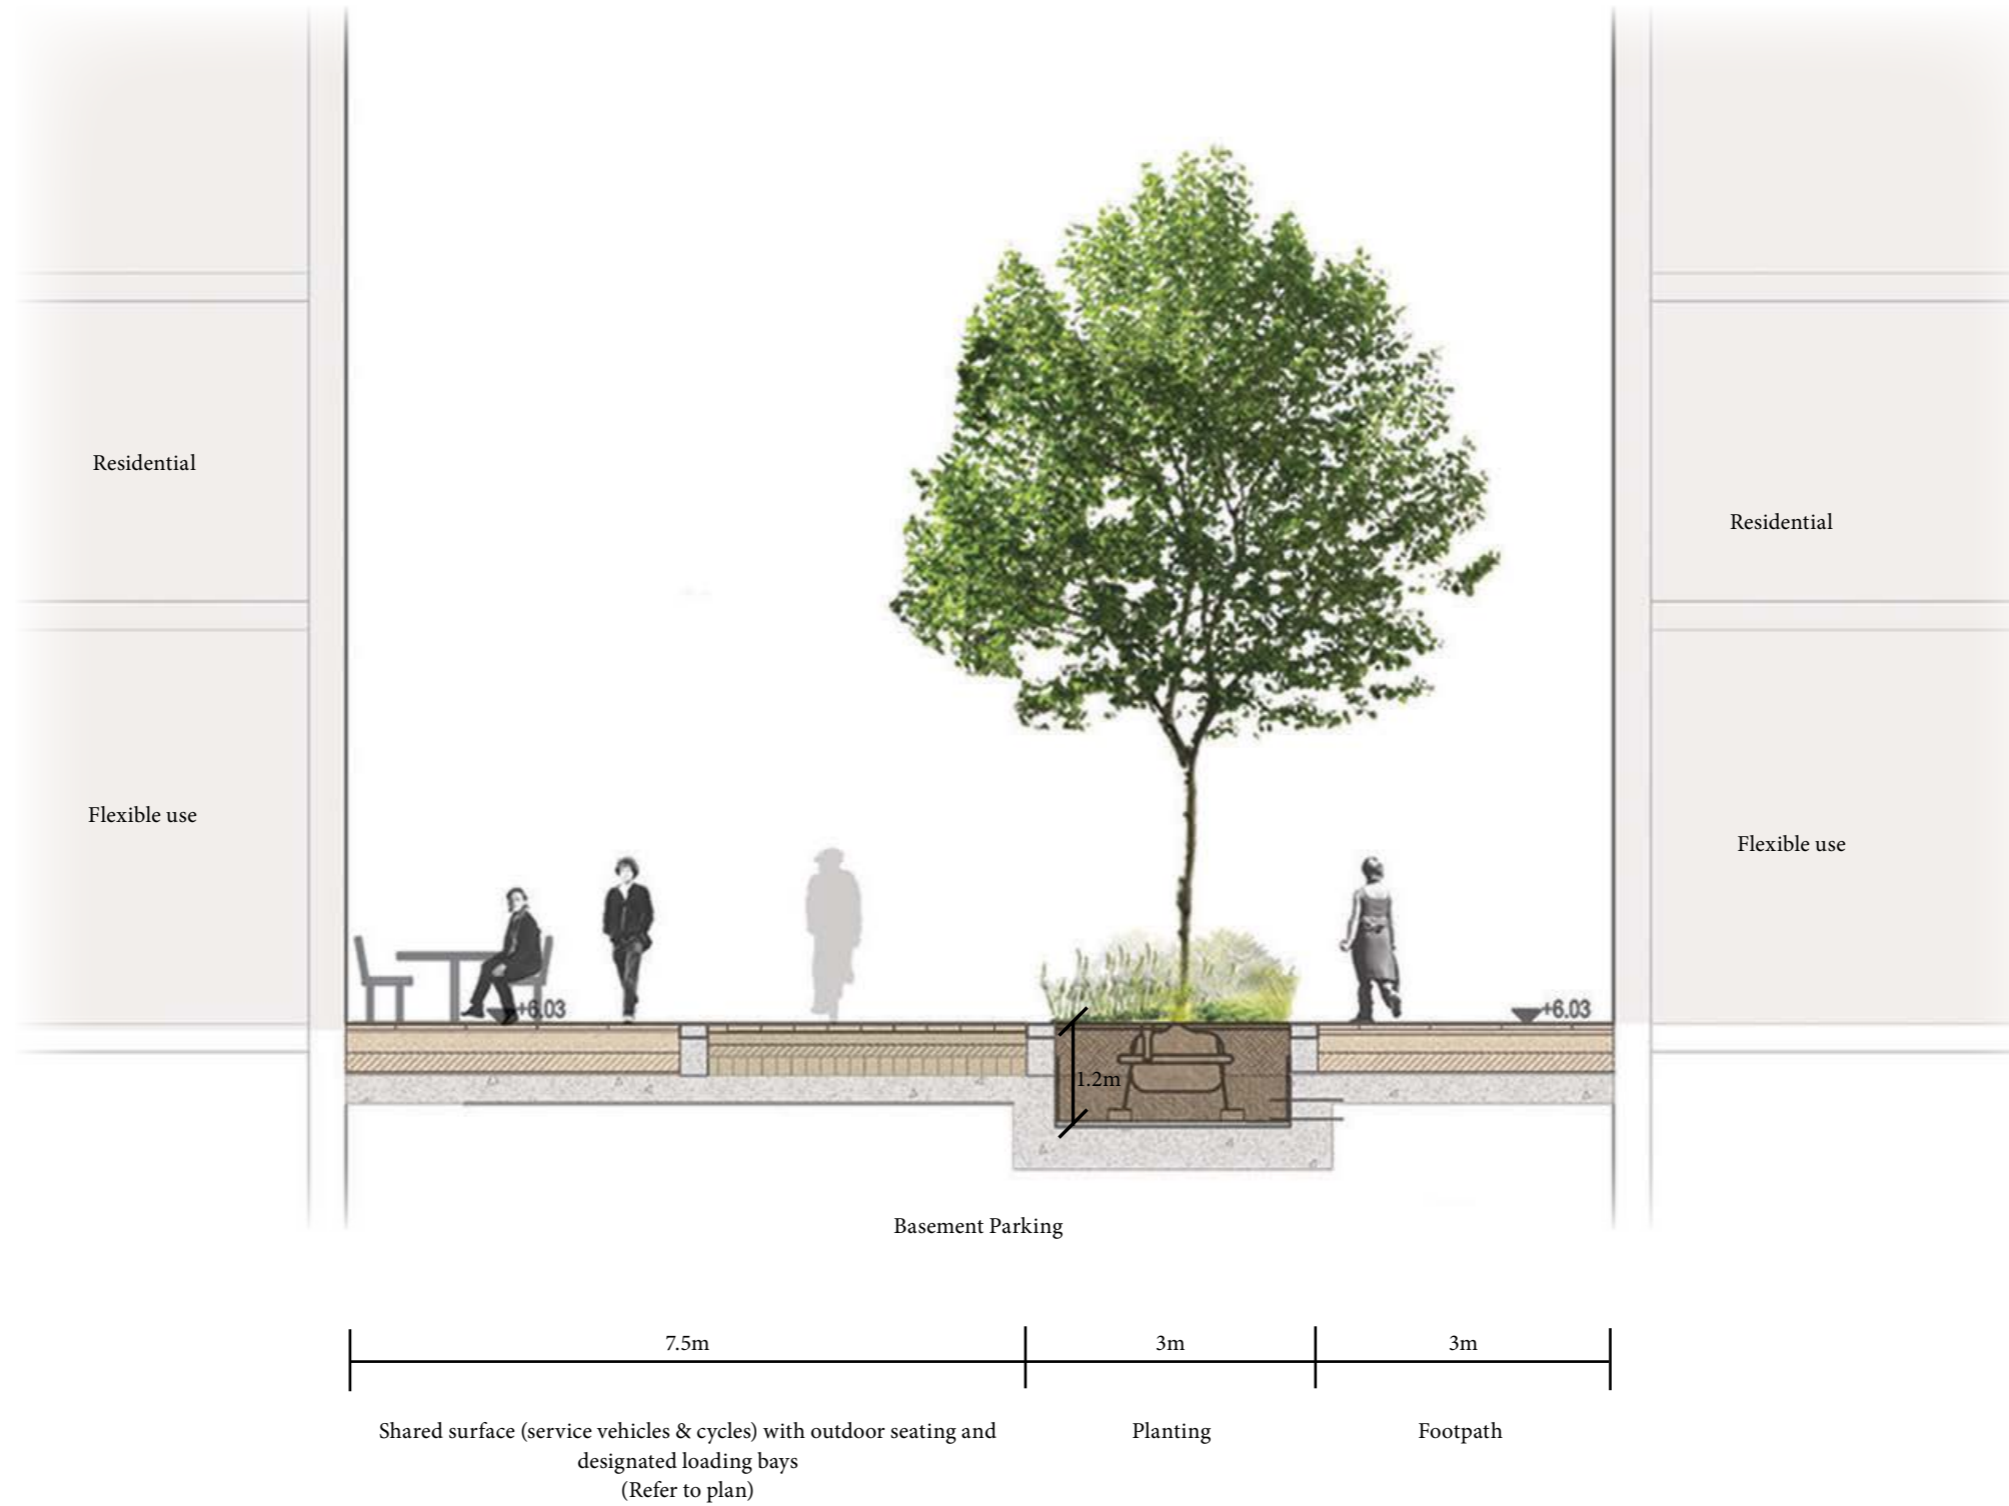 Residential
Residential
Flexible use
Flexible use
+6.03
+6.03
1.2m
Basement Parking
7.5m
3m
3m
Shared surface (service vehicles & cycles) with outdoor seating and
designated loading bays
(Refer to plan)
Planting
Footpath